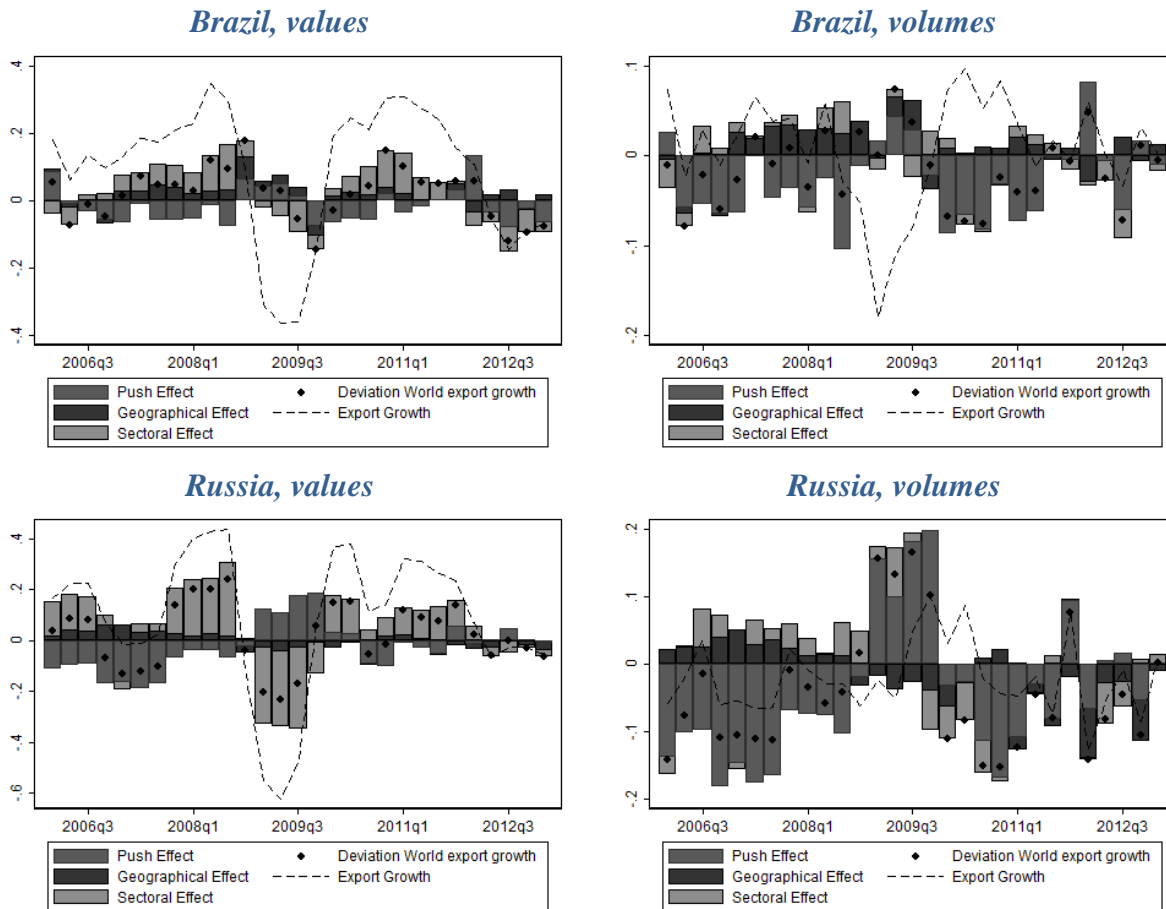 Brazil, values
.4
.2
0
-.2
-.4
2006q3 2008q1 2009q3 2011q1 2012q3
Push Effect
Deviation World export growth
Geographical Effect
Export Growth
Sectoral Effect
Brazil, volumes
.1
0
-.1
-.2
2006q3 2008q1 2009q3 2011q1 2012q3
Push Effect
Deviation World export growth
Geographical Effect
Export Growth
Sectoral Effect
Russia, values
.4
.2
0
-.2
-.4
-.6
2006q3 2008q1 2009q3 2011q1 2012q3
Push Effect
Deviation World export growth
Geographical Effect
Export Growth
Sectoral Effect
Russia, volumes
.2
.1
0
-.1
-.2
2006q3 2008q1 2009q3 2011q1 2012q3
Push Effect
Deviation World export growth
Geographical Effect
Export Growth
Sectoral Effect